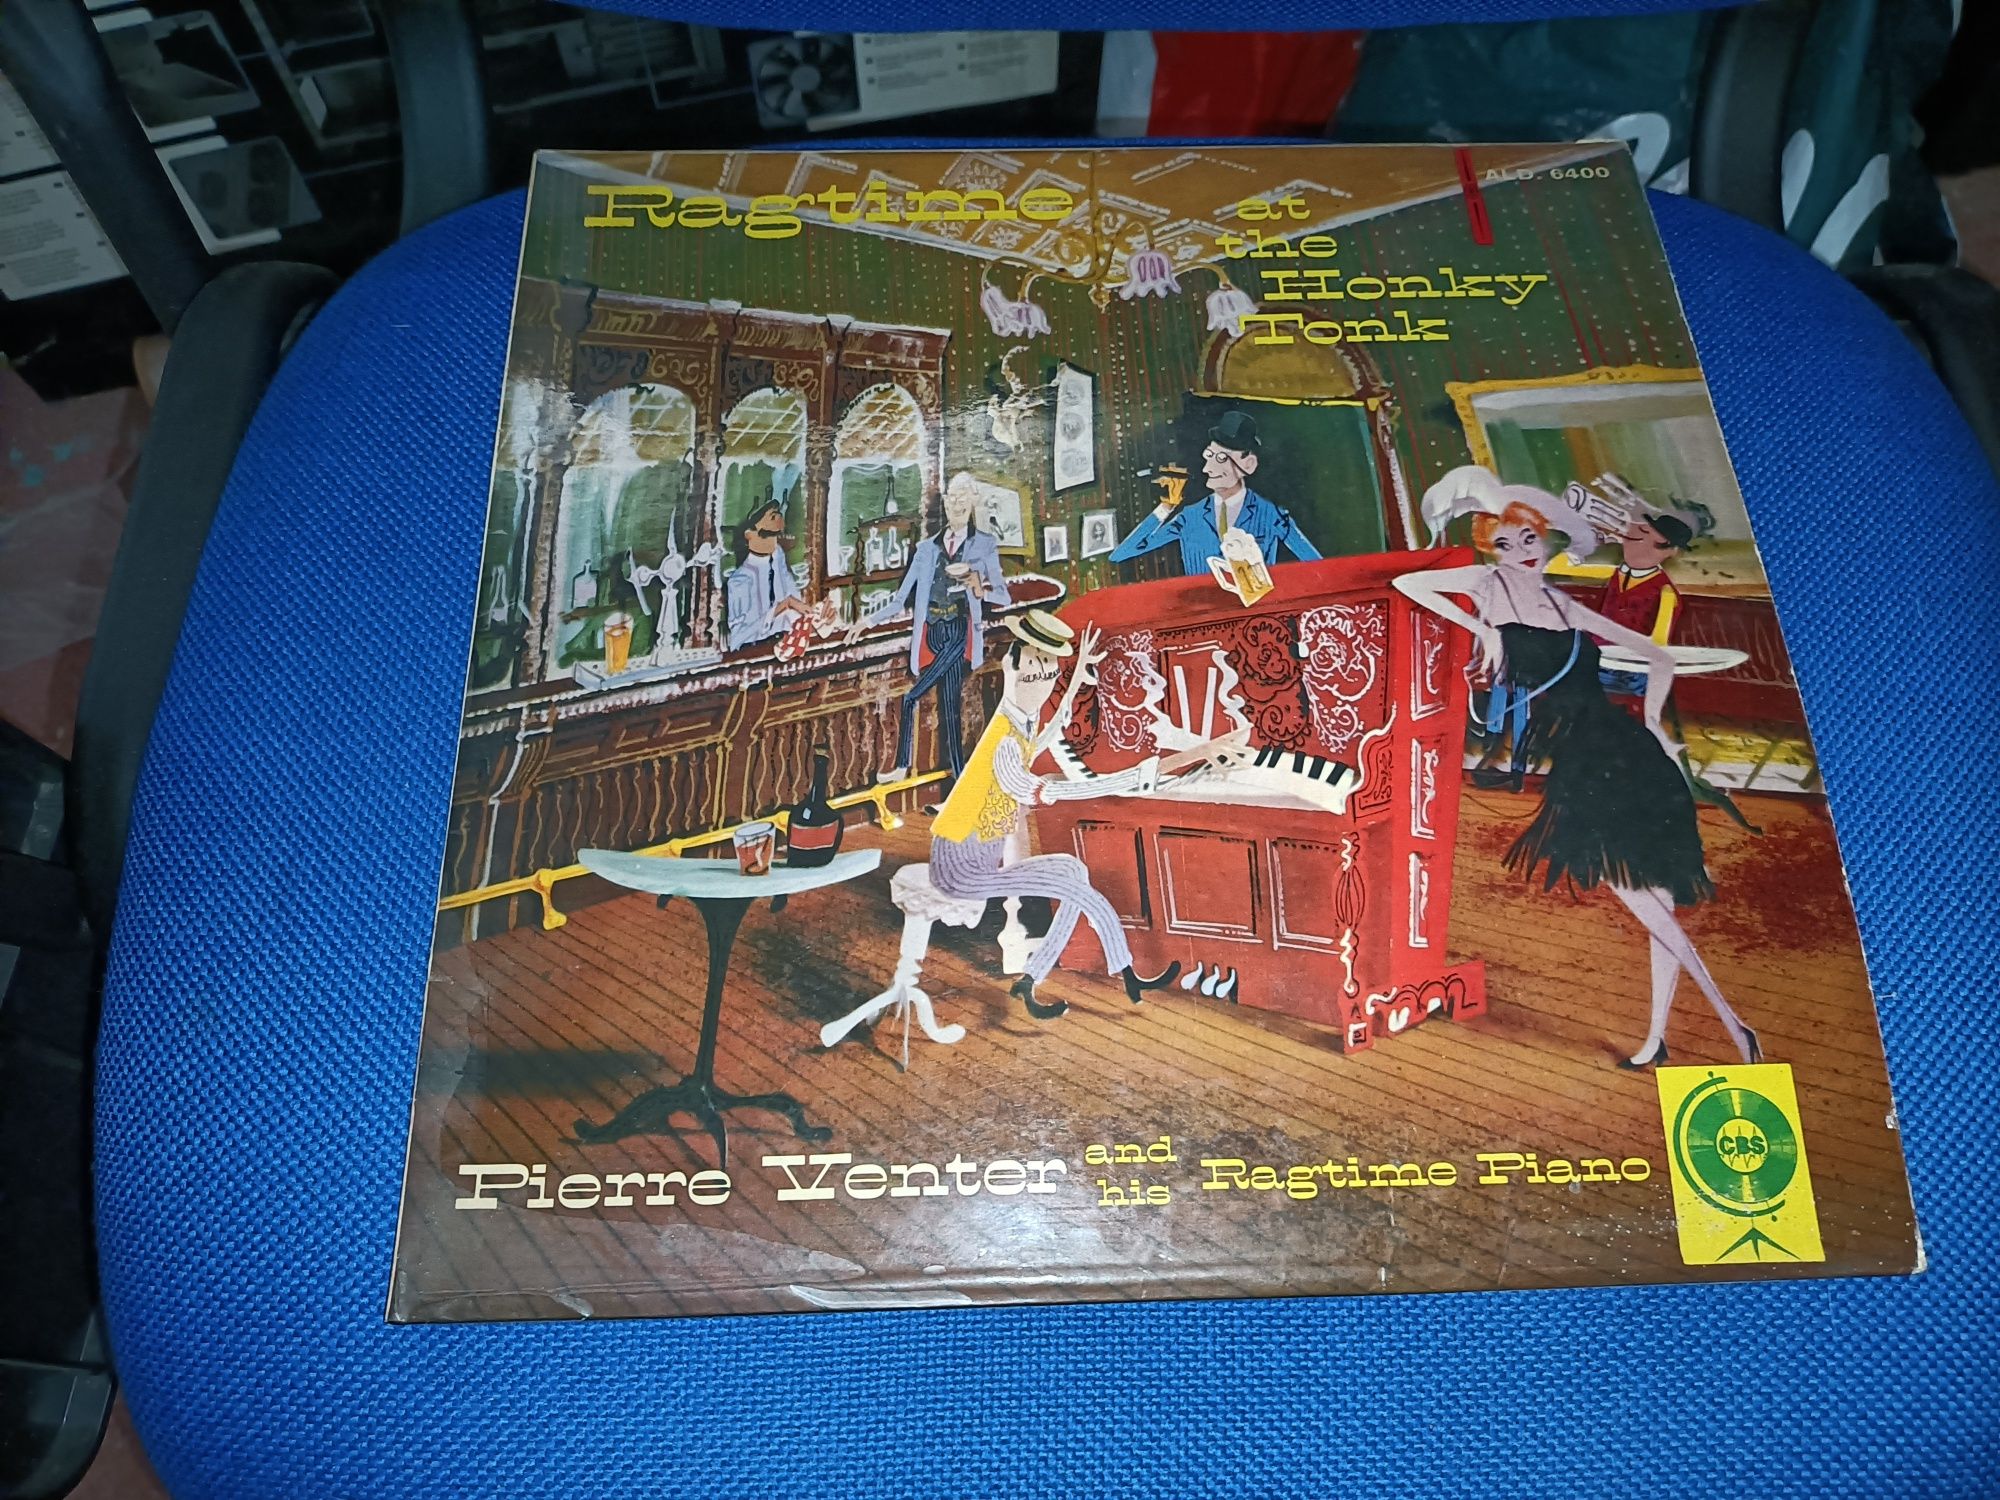 Ragtime
at
the
Honky
Tonk
ALD. 6400
Pierre Venter and his Ragtime Piano
CBS